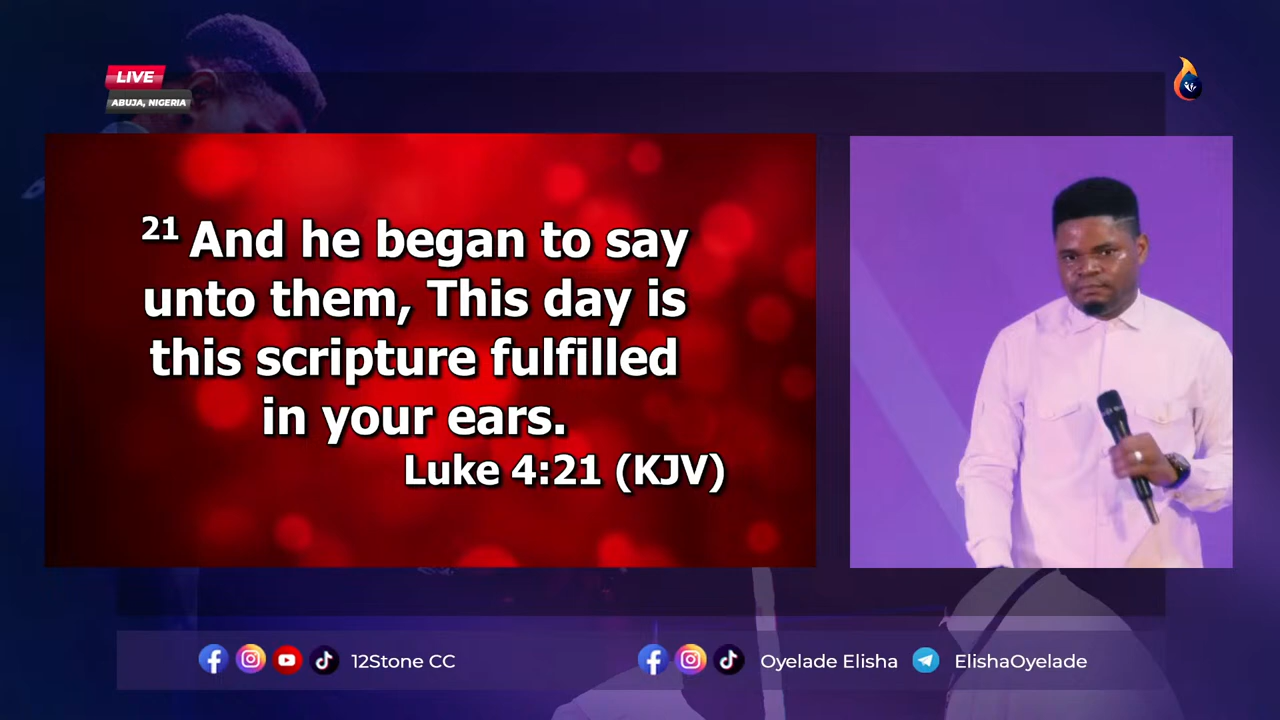 LIVE
ABUJA, NIGERIA
21 And he began to say
unto them, This day is
this scripture fulfilled
in your ears.
Luke 4:21 (KJV)
12Stone CC
Oyelade Elisha
ElishaOyelade